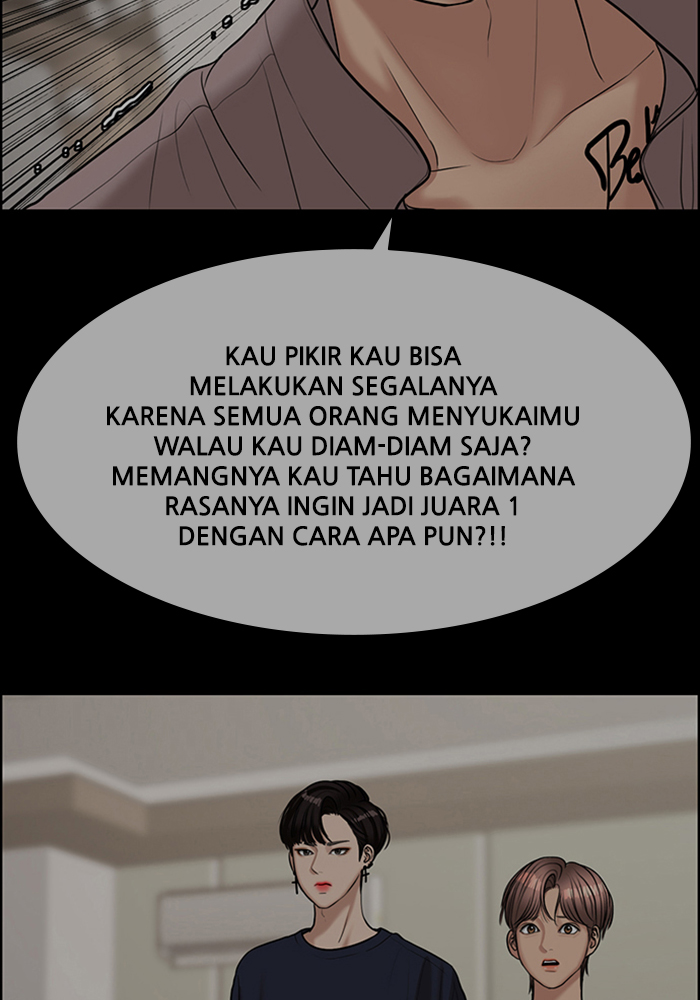 KAU PIKIR KAU BISA
MELAKUKAN SEGALANYA
KARENA SEMUA ORANG MENYUKAIMU
WALAU KAU DIAM-DIAM SAJA?
MEMANGNYA KAU TAHU BAGAIMANA
RASANYA INGIN JADI JUARA 1
DENGAN CARA APA PUN?!!